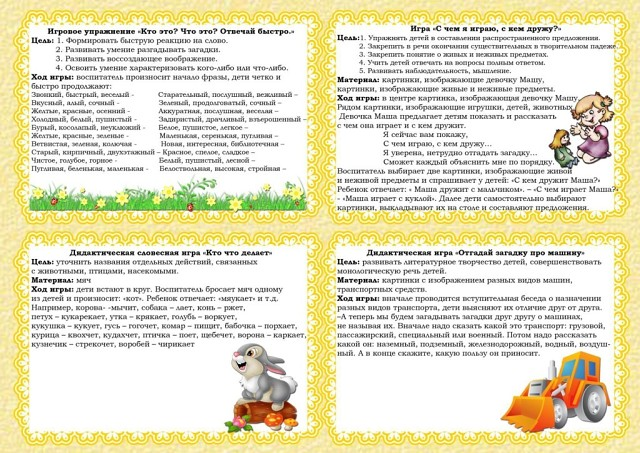 Игровое упражнение «Кто это? Что это? Отвечай быстро.»
Цель: 1. Формировать быструю реакцию на слово.
2. Развивать умение разгадывать загадки.
3. Развивать воссоздающее воображение.
4. Освоить умение характеризовать кого-либо или что-либо.
Ход игры: воспитатель произносит начало фразы, дети четко и
быстро продолжают:
Звонкий, быстрый, веселый - Старательный, послушный, вежливый –
Вкусный, алый, сочный - Зеленый, продолговатый, сочный –
Желтые, красные, осенний - Аккуратная, послушная, веселая –
Холодный, белый, пушистый - Задиристый, драчливый, взъерошенный –
Бурый, косолапый, неуклюжий - Белое, пушистое, легкое –
Желтые, красные, зеленые - Маленькая, серенькая, пугливая –
Ветвистая, зеленая, колючая - Новая, интересная, библиотечная –
Старый, кирпичный, двухэтажный – Красное, спелое, сладкое –
Чистое, голубое, горное - Белый, пушистый, лесной –
Пугливая, беленькая, маленькая - Белоствольная, высокая, стройная –
Игра «С чем я играю, с кем дружу?»
Цель:1. Упражнять детей в составлении распространенного предложения.
2. Закрепить в речи окончания существительных в творительном падеже.
3. Закрепить понятие о живых и неживых предметах.
4. Учить детей отвечать на вопросы полным ответом.
5. Развивать наблюдательность, мышление.
Материал: картинки, изображающие девочку Машу,
картинки, изображающие живые и неживые предметы.
Ход игры: в центре картинка, изображающая девочку Машу.
Рядом картинки, изображающие игрушки, детей, животных.
Девочка Маша предлагает детям показать и рассказать
с чем она играет и с кем дружит.
Я сейчас вам покажу,
С чем играю, с кем дружу…
Я уверена, нетрудно отгадать загадку…
Сможет каждый объяснить мне по порядку.
Воспитатель выбирает две картинки, изображающие живой
и неживой предметы и спрашивает у детей: «С кем дружит Маша?»
Ребенок отвечает: « Маша дружит с мальчиком». – «С чем играет Маша?»
- «Маша играет с куклой». Далее дети самостоятельно выбирают
картинки, выкладывают их на столе и составляют предложения.
Дидактическая словесная игра «Кто что делает»
Цель: уточнить названия отдельных действий, связанных
с животными, птицами, насекомыми.
Материал: мяч
Ход игры: дети встают в круг. Воспитатель бросает мяч одному
из детей и произносит: «кот». Ребенок отвечает: «мяукает» и т.д.
Например, корова- «мычит, собака – лает, конь – ржет,
петух – кукарекает, утка – крякает, голубь – воркует,
кукушка – кукует, гусь – гогочет, комар – пищит, бабочка – порхает,
курица – квохчет, кудахчет, птичка – поет, щебечет, ворона – каркает,
кузнечик – стрекочет, воробей – чирикает
Дидактическая игра «Отгадай загадку про машину»
Цель: развивать литературное творчество детей, совершенствовать
монологическую речь детей.
Материал: картинки с изображением разных видов машин,
транспортных средств.
Ход игры: вначале проводится вступительная беседа о назначении
разных видов транспорта, дети выясняют их отличие друг от друга.
–А теперь мы будем загадывать загадки друг другу о машинах,
не называя их. Вначале надо сказать какой это транспорт: грузовой,
пассажирский, специальный или военный. Потом надо рассказать
какой он: наземный, подземный, железнодорожный, водный, воздуш-
ный. А в конце скажите, какую пользу он приносит.